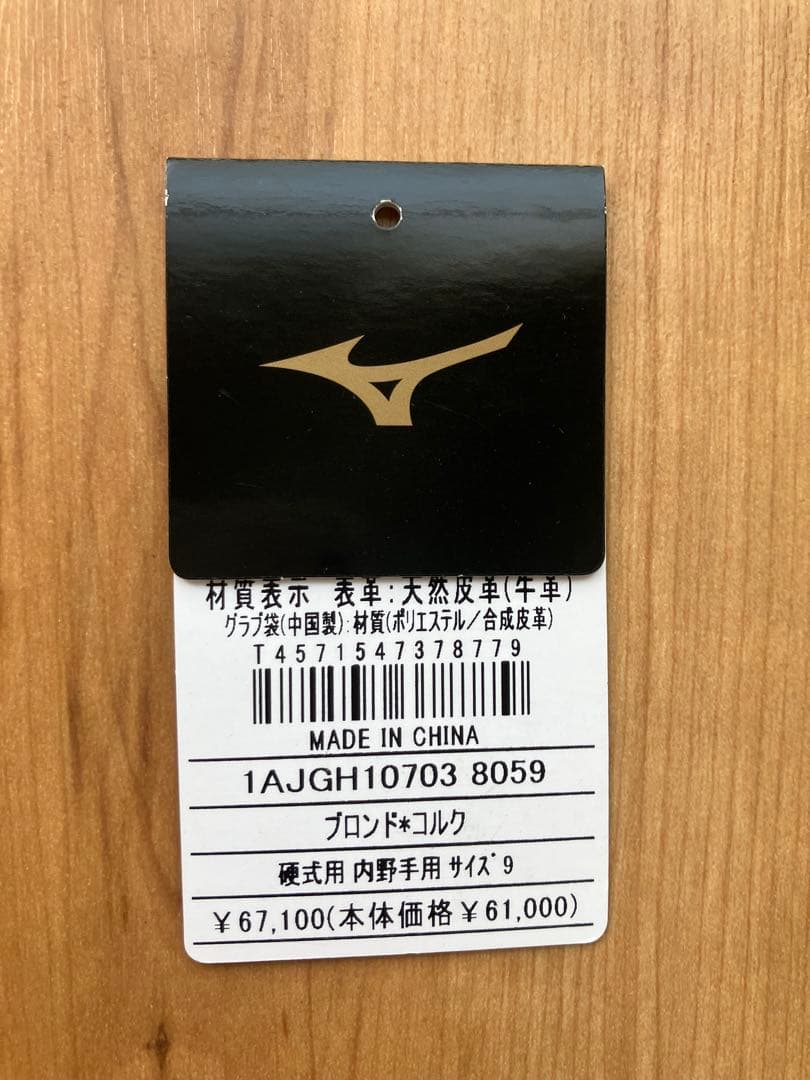 材質表示 表革:天然皮革(牛革)
グラブ袋(中国製):材質(ポリエステル/合成皮革)
T4571547378779
MADE IN CHINA
1AJGH10703 8059
ブロンド*コルク
硬式用 内野手用 サイズ9
¥67,100(本体価格¥61,000)